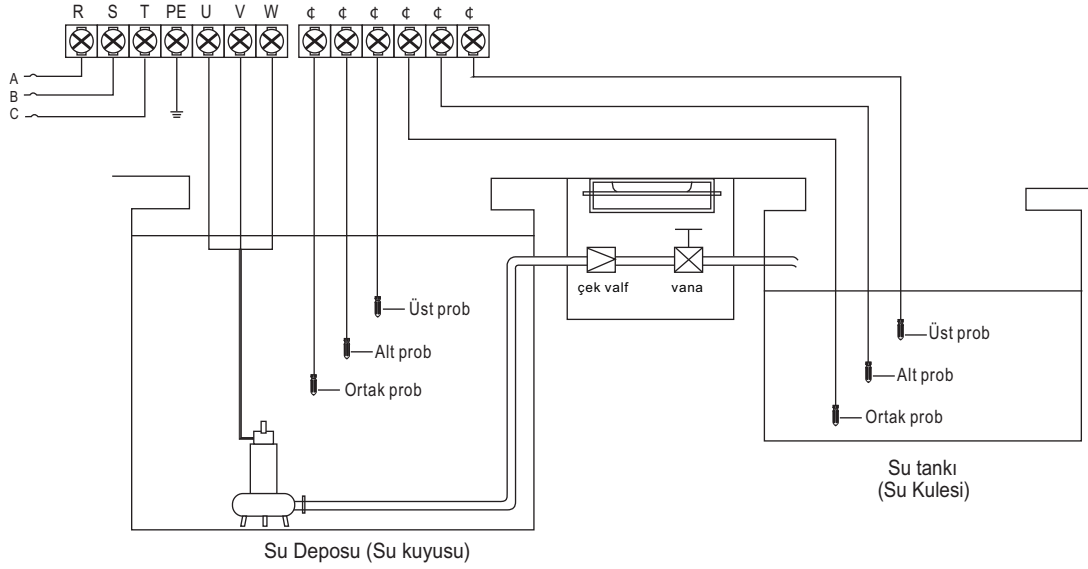 R S T PE U V W ¢ ¢ ¢ ¢ ¢ ¢
A
B
C
çek valf
vana
Üst prob
Alt prob
Ortak prob
Üst prob
Alt prob
Ortak prob
Su tankı
(Su Kulesi)
Su Deposu (Su kuyusu)